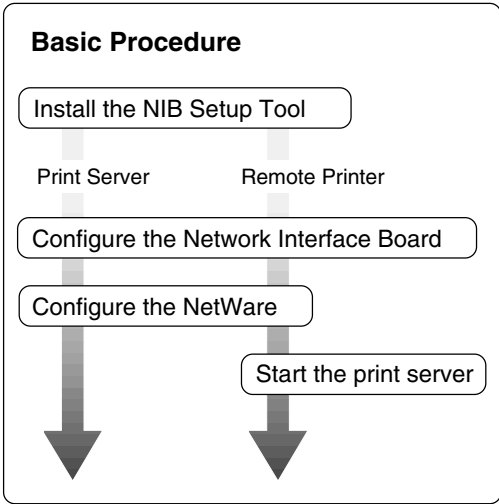 Basic Procedure
Install the NIB Setup Tool
Print Server
Remote Printer
Configure the Network Interface Board
Configure the NetWare
Start the print server